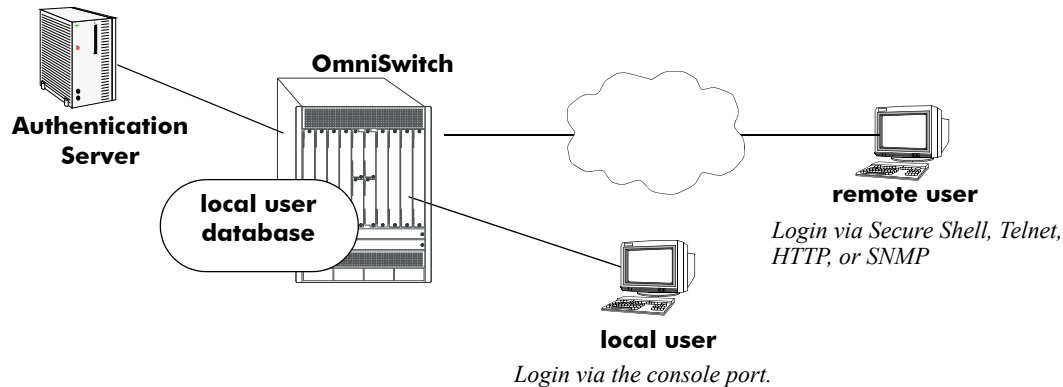 OmniSwitch
Authentication
Server
local user
database
remote user
Login via Secure Shell, Telnet,
HTTP, or SNMP
local user
Login via the console port.